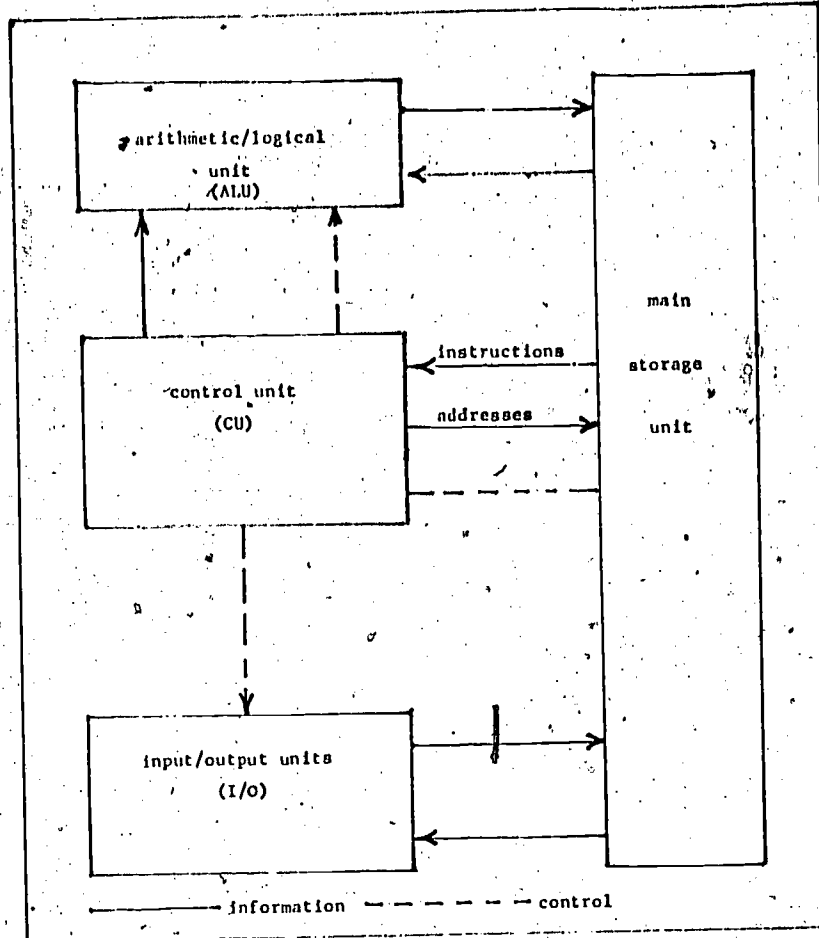 arithmetic/logical
unit
(ALU)
main
storage
unit
instructions
control unit
(CU)
addresses
input/output units
(I/O)
information
control